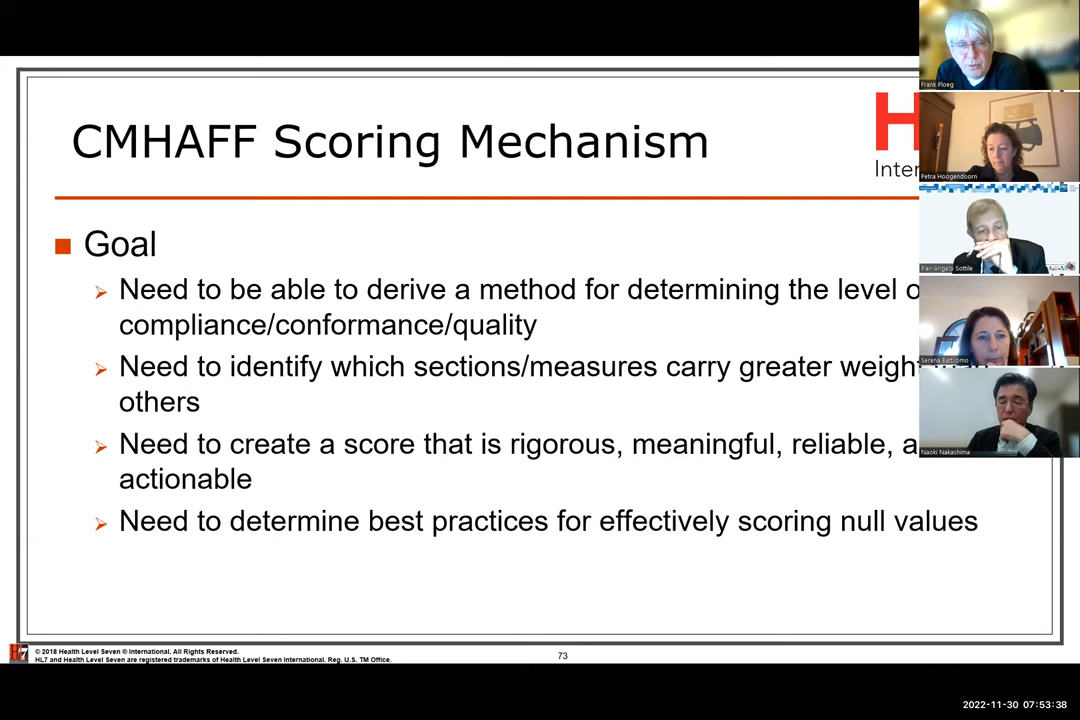 CMHAFF Scoring Mechanism
H
Inter
Goal
Need to be able to derive a method for determining the level o
compliance/conformance/quality
Need to identify which sections/measures carry greater weight than
others
Need to create a score that is rigorous, meaningful, reliable, a
actionable
Need to determine best practices for effectively scoring null values
© 2018 Health Level Seven ® International. All Rights Reserved.
HL7 and Health Level Seven are registered trademarks of Health Level Seven International. Reg. U.S. TM Office.
73
Frank Ploeg
Petra Hoogendoorn
Pier-Angelo Sottile
Serena Battilomo
Naoki Nakashima
2022-11-30 07:53:38